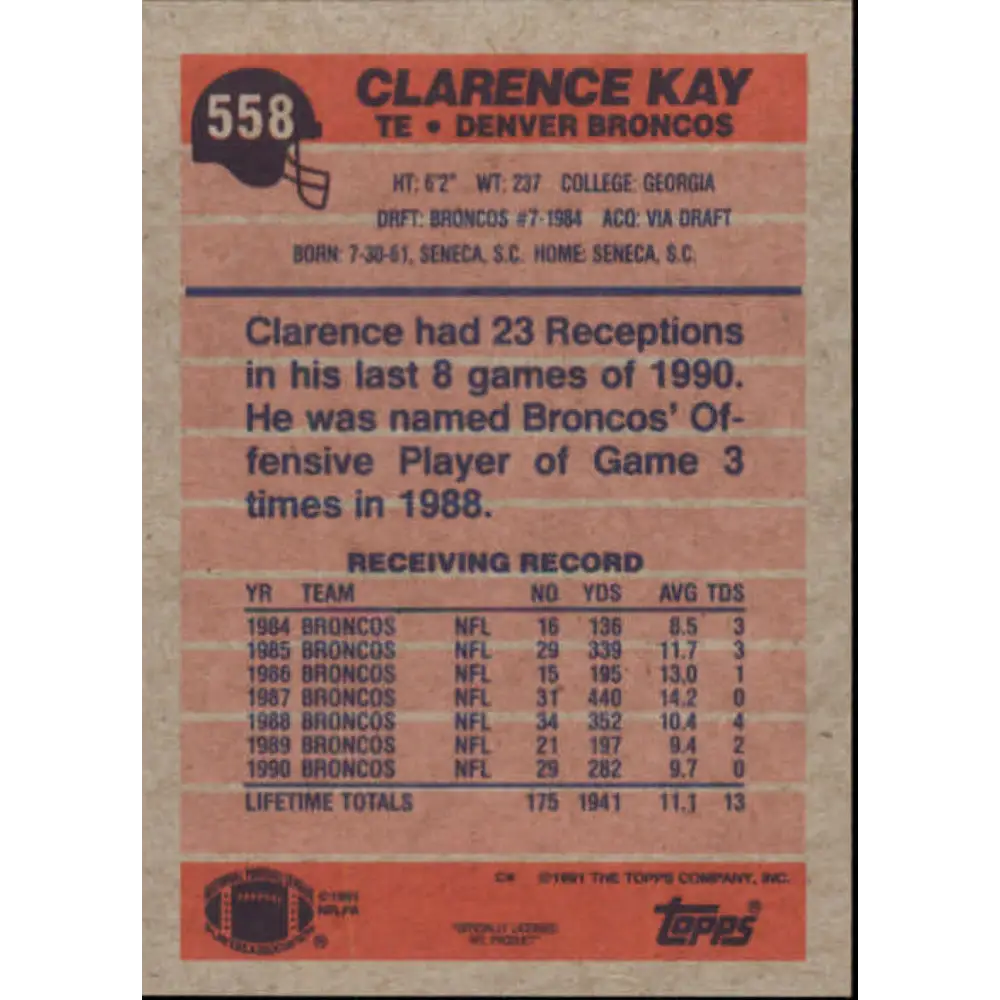 558
CLARENCE KAY
TE • DENVER BRONCOS
HT: 6'2" WT: 237 COLLEGE: GEORGIA
DRFT: BRONCOS #7-1984 ACQ: VIA DRAFT
BORN: 7-30-61, SENECA, S.C. HOME: SENECA, S.C.
Clarence had 23 Receptions
in his last 8 games of 1990.
He was named Broncos' Of-
fensive Player of Game 3
times in 1988.
RECEIVING RECORD
YR TEAM NO YDS AVG TDS
1984 BRONCOS NFL 16 136 8.5 3
1985 BRONCOS NFL 29 339 11.7 3
1986 BRONCOS NFL 15 195 13.0 1
1987 BRONCOS NFL 31 440 14.2 0
1988 BRONCOS NFL 34 352 10.4 4
1989 BRONCOS NFL 21 197 9.4 2
1990 BRONCOS NFL 29 282 9.7 0
LIFETIME TOTALS 175 1941 11.1 13
©1991 THE TOPPS COMPANY, INC.
©1991
NFLPA
OFFICIALLY LICENSED
NFL PRODUCT
topps®